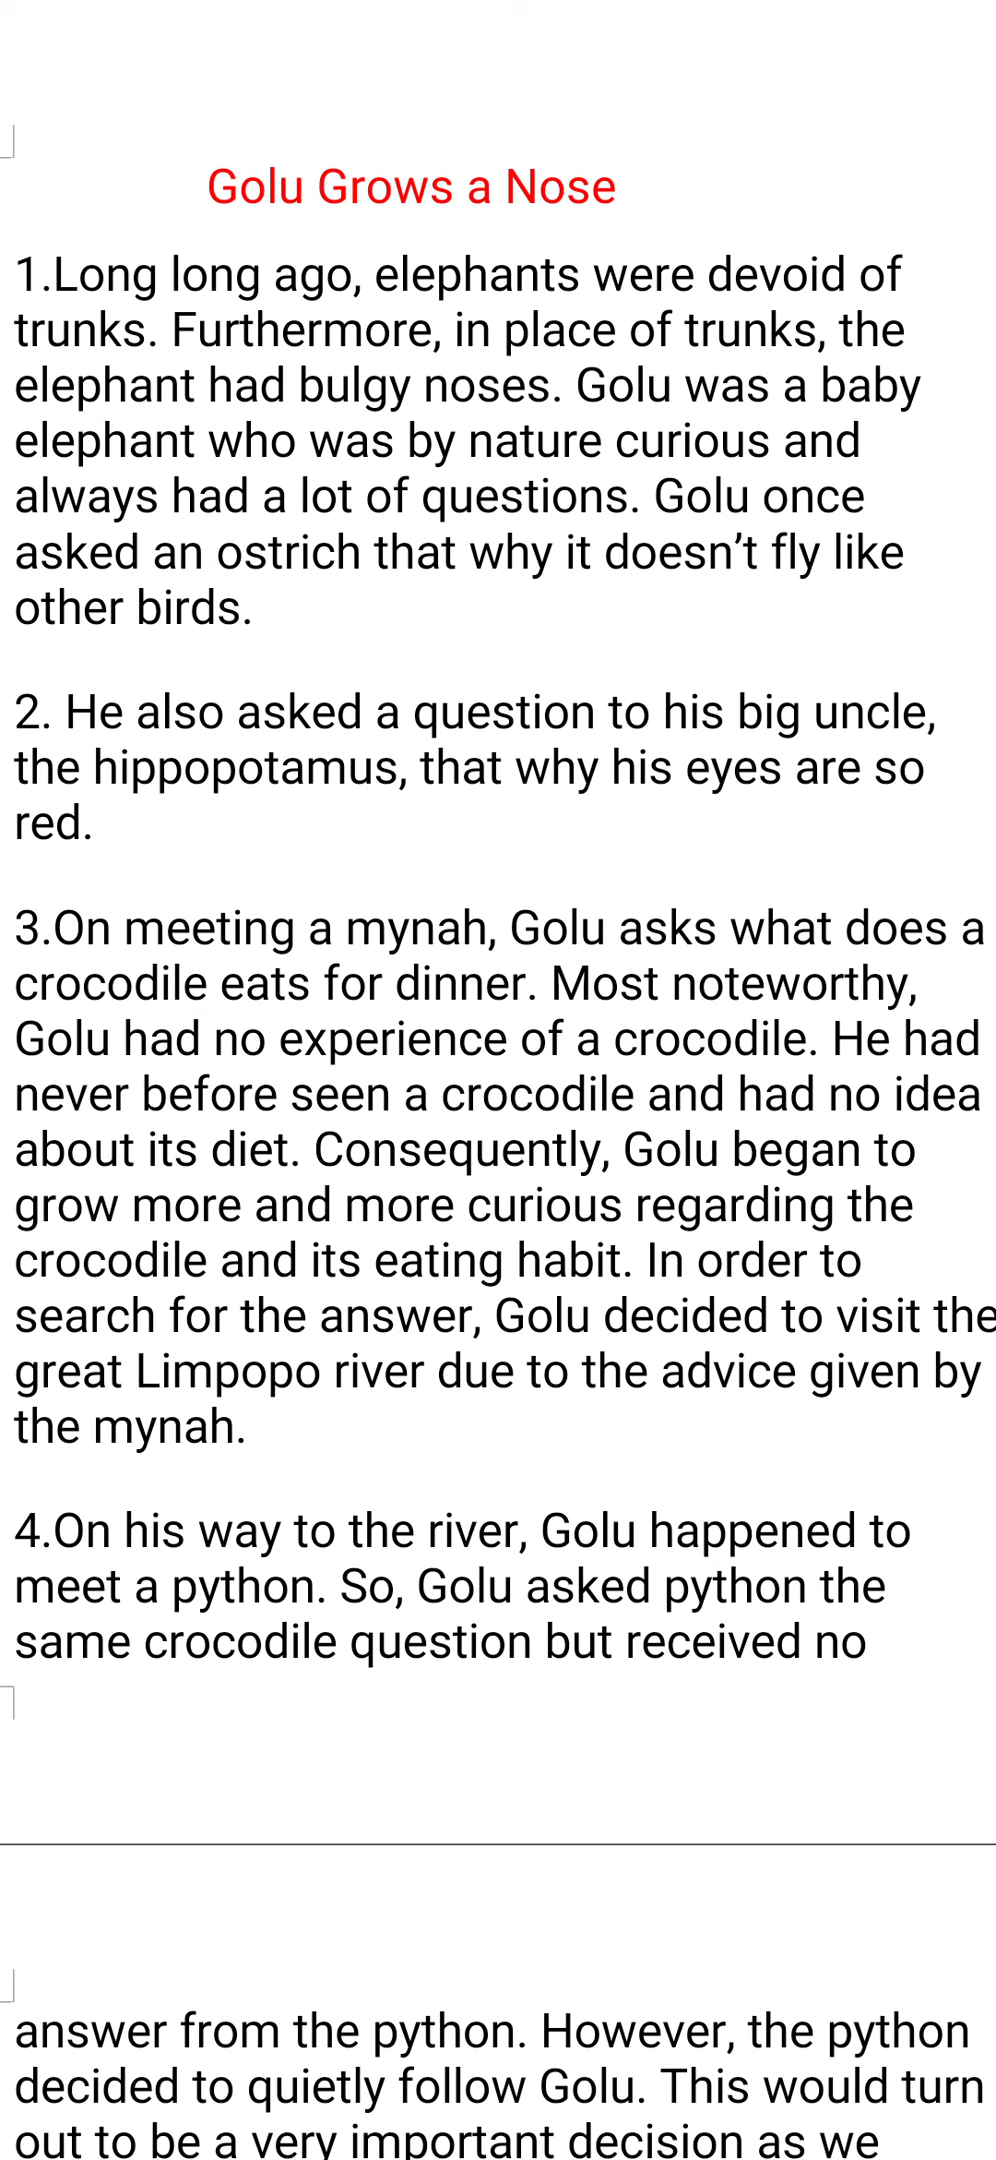 Golu Grows a Nose
1.Long long ago, elephants were devoid of
trunks. Furthermore, in place of trunks, the
elephant had bulgy noses. Golu was a baby
elephant who was by nature curious and
always had a lot of questions. Golu once
asked an ostrich that why it doesn’t fly like
other birds.
2. He also asked a question to his big uncle,
the hippopotamus, that why his eyes are so
red.
3.On meeting a mynah, Golu asks what does a
crocodile eats for dinner. Most noteworthy,
Golu had no experience of a crocodile. He had
never before seen a crocodile and had no idea
about its diet. Consequently, Golu began to
grow more and more curious regarding the
crocodile and its eating habit. In order to
search for the answer, Golu decided to visit the
great Limpopo river due to the advice given by
the mynah.
4.On his way to the river, Golu happened to
meet a python. So, Golu asked python the
same crocodile question but received no
answer from the python. However, the python
decided to quietly follow Golu. This would turn
out to be a very important decision as we